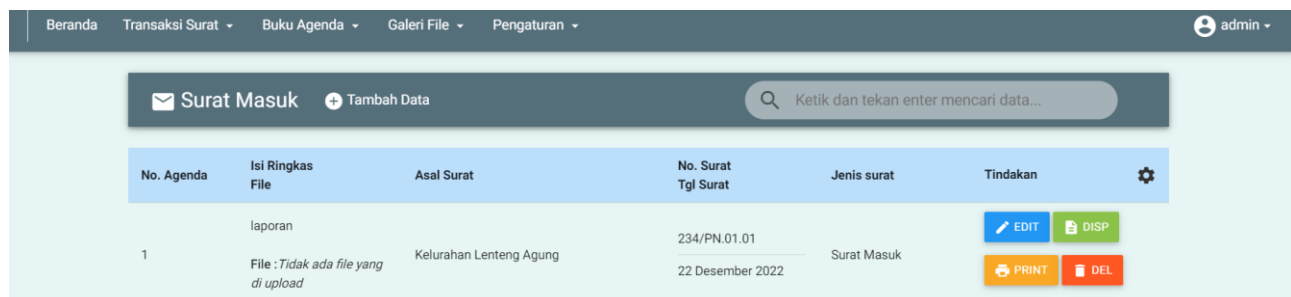 Beranda Transaksi Surat Buku Agenda Galeri File Pengaturan admin
Surat Masuk Tambah Data Ketik dan tekan enter mencari data...
No. Agenda
Isi Ringkas
File
Asal Surat
No. Surat
Tgl Surat
Jenis surat
Tindakan
1
laporan
File : Tidak ada file yang
di upload
Kelurahan Lenteng Agung
234/PN.01.01
22 Desember 2022
Surat Masuk
EDIT DISP
PRINT DEL